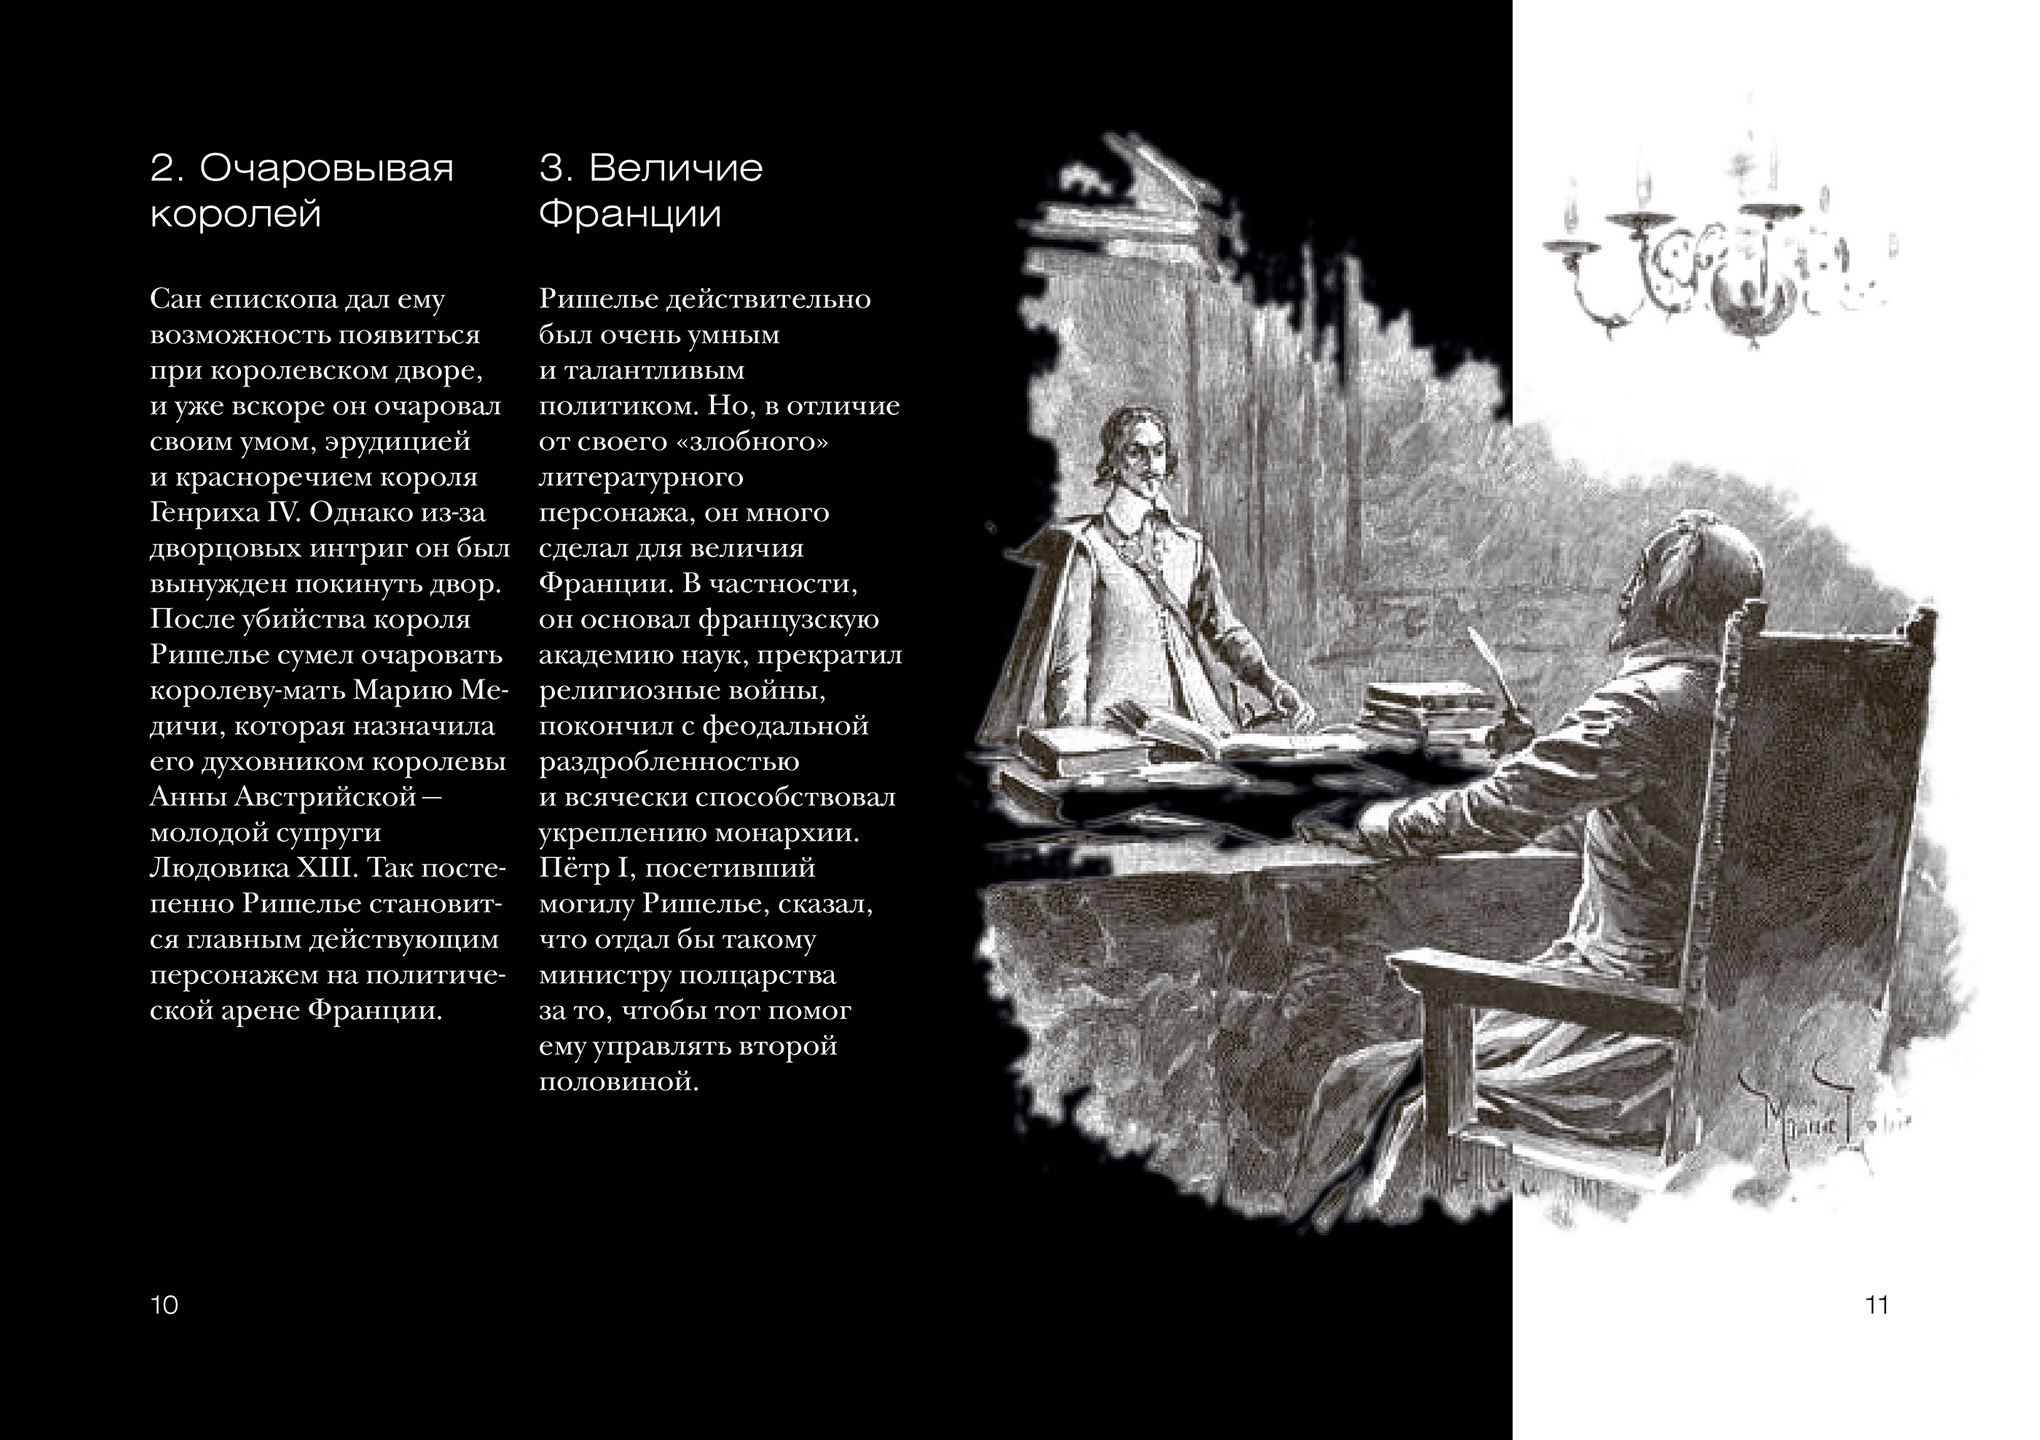 2. Очаровывая
королей
Сан епископа дал ему
возможность появиться
при королевском дворе,
и уже вскоре он очаровал
своим умом, эрудицией
и красноречием короля
Генриха IV. Однако из-за
дворцовых интриг он был
вынужден покинуть двор.
После убийства короля
Ришелье сумел очаровать
королеву-мать Марию Ме-
дичи, которая назначила
его духовником королевы
Анны Австрийской —
молодой супруги
Людовика XIII. Так посте-
пенно Ришелье становит-
ся главным действующим
персонажем на политиче-
ской арене Франции.
3. Величие
Франции
Ришелье действительно
был очень умным
и талантливым
политиком. Но, в отличие
от своего «злобного»
литературного
персонажа, он много
сделал для величия
Франции. В частности,
он основал французскую
академию наук, прекратил
религиозные войны,
покончил с феодальной
раздробленностью
и всячески способствовал
укреплению монархии.
Пётр I, посетивший
могилу Ришелье, сказал,
что отдал бы такому
министру полцарства
за то, чтобы тот помог
ему управлять второй
половиной.
10
11